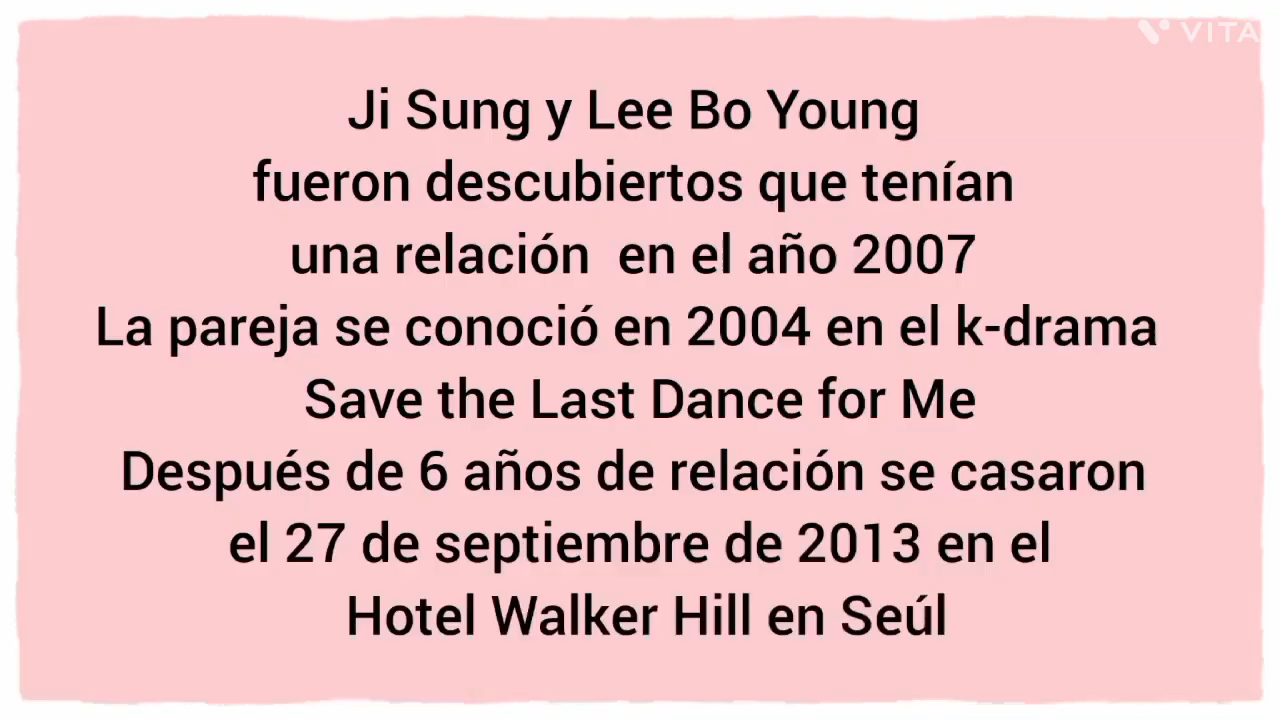 VITA
Ji Sung y Lee Bo Young
fueron descubiertos que tenían
una relación  en el año 2007
La pareja se conoció en 2004 en el k-drama
Save the Last Dance for Me
Después de 6 años de relación se casaron
el 27 de septiembre de 2013 en el
Hotel Walker Hill en Seúl